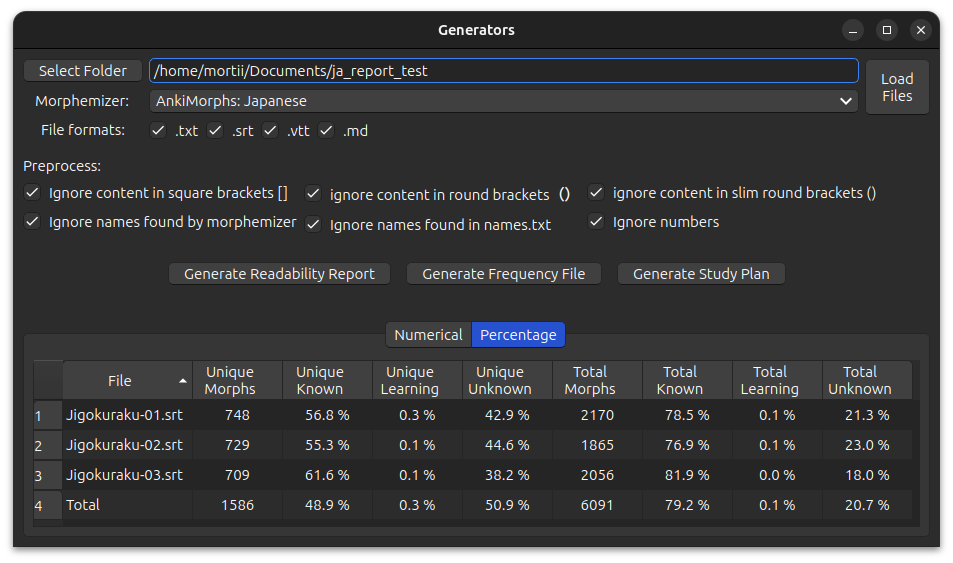 Generators
Select Folder /home/mortii/Documents/ja_report_test Load Files
Morphemizer: AnkiMorphs: Japanese
File formats: .txt .srt .vtt .md
Preprocess:
Ignore content in square brackets [] ignore content in round brackets （） ignore content in slim round brackets ()
Ignore names found by morphemizer Ignore names found in names.txt Ignore numbers
Generate Readability Report Generate Frequency File Generate Study Plan
Numerical Percentage
File Unique Morphs Unique Known Unique Learning Unique Unknown Total Morphs Total Known Total Learning Total Unknown
1 Jigokuraku-01.srt 748 56.8 % 0.3 % 42.9 % 2170 78.5 % 0.1 % 21.3 %
2 Jigokuraku-02.srt 729 55.3 % 0.1 % 44.6 % 1865 76.9 % 0.1 % 23.0 %
3 Jigokuraku-03.srt 709 61.6 % 0.1 % 38.2 % 2056 81.9 % 0.0 % 18.0 %
4 Total 1586 48.9 % 0.3 % 50.9 % 6091 79.2 % 0.1 % 20.7 %